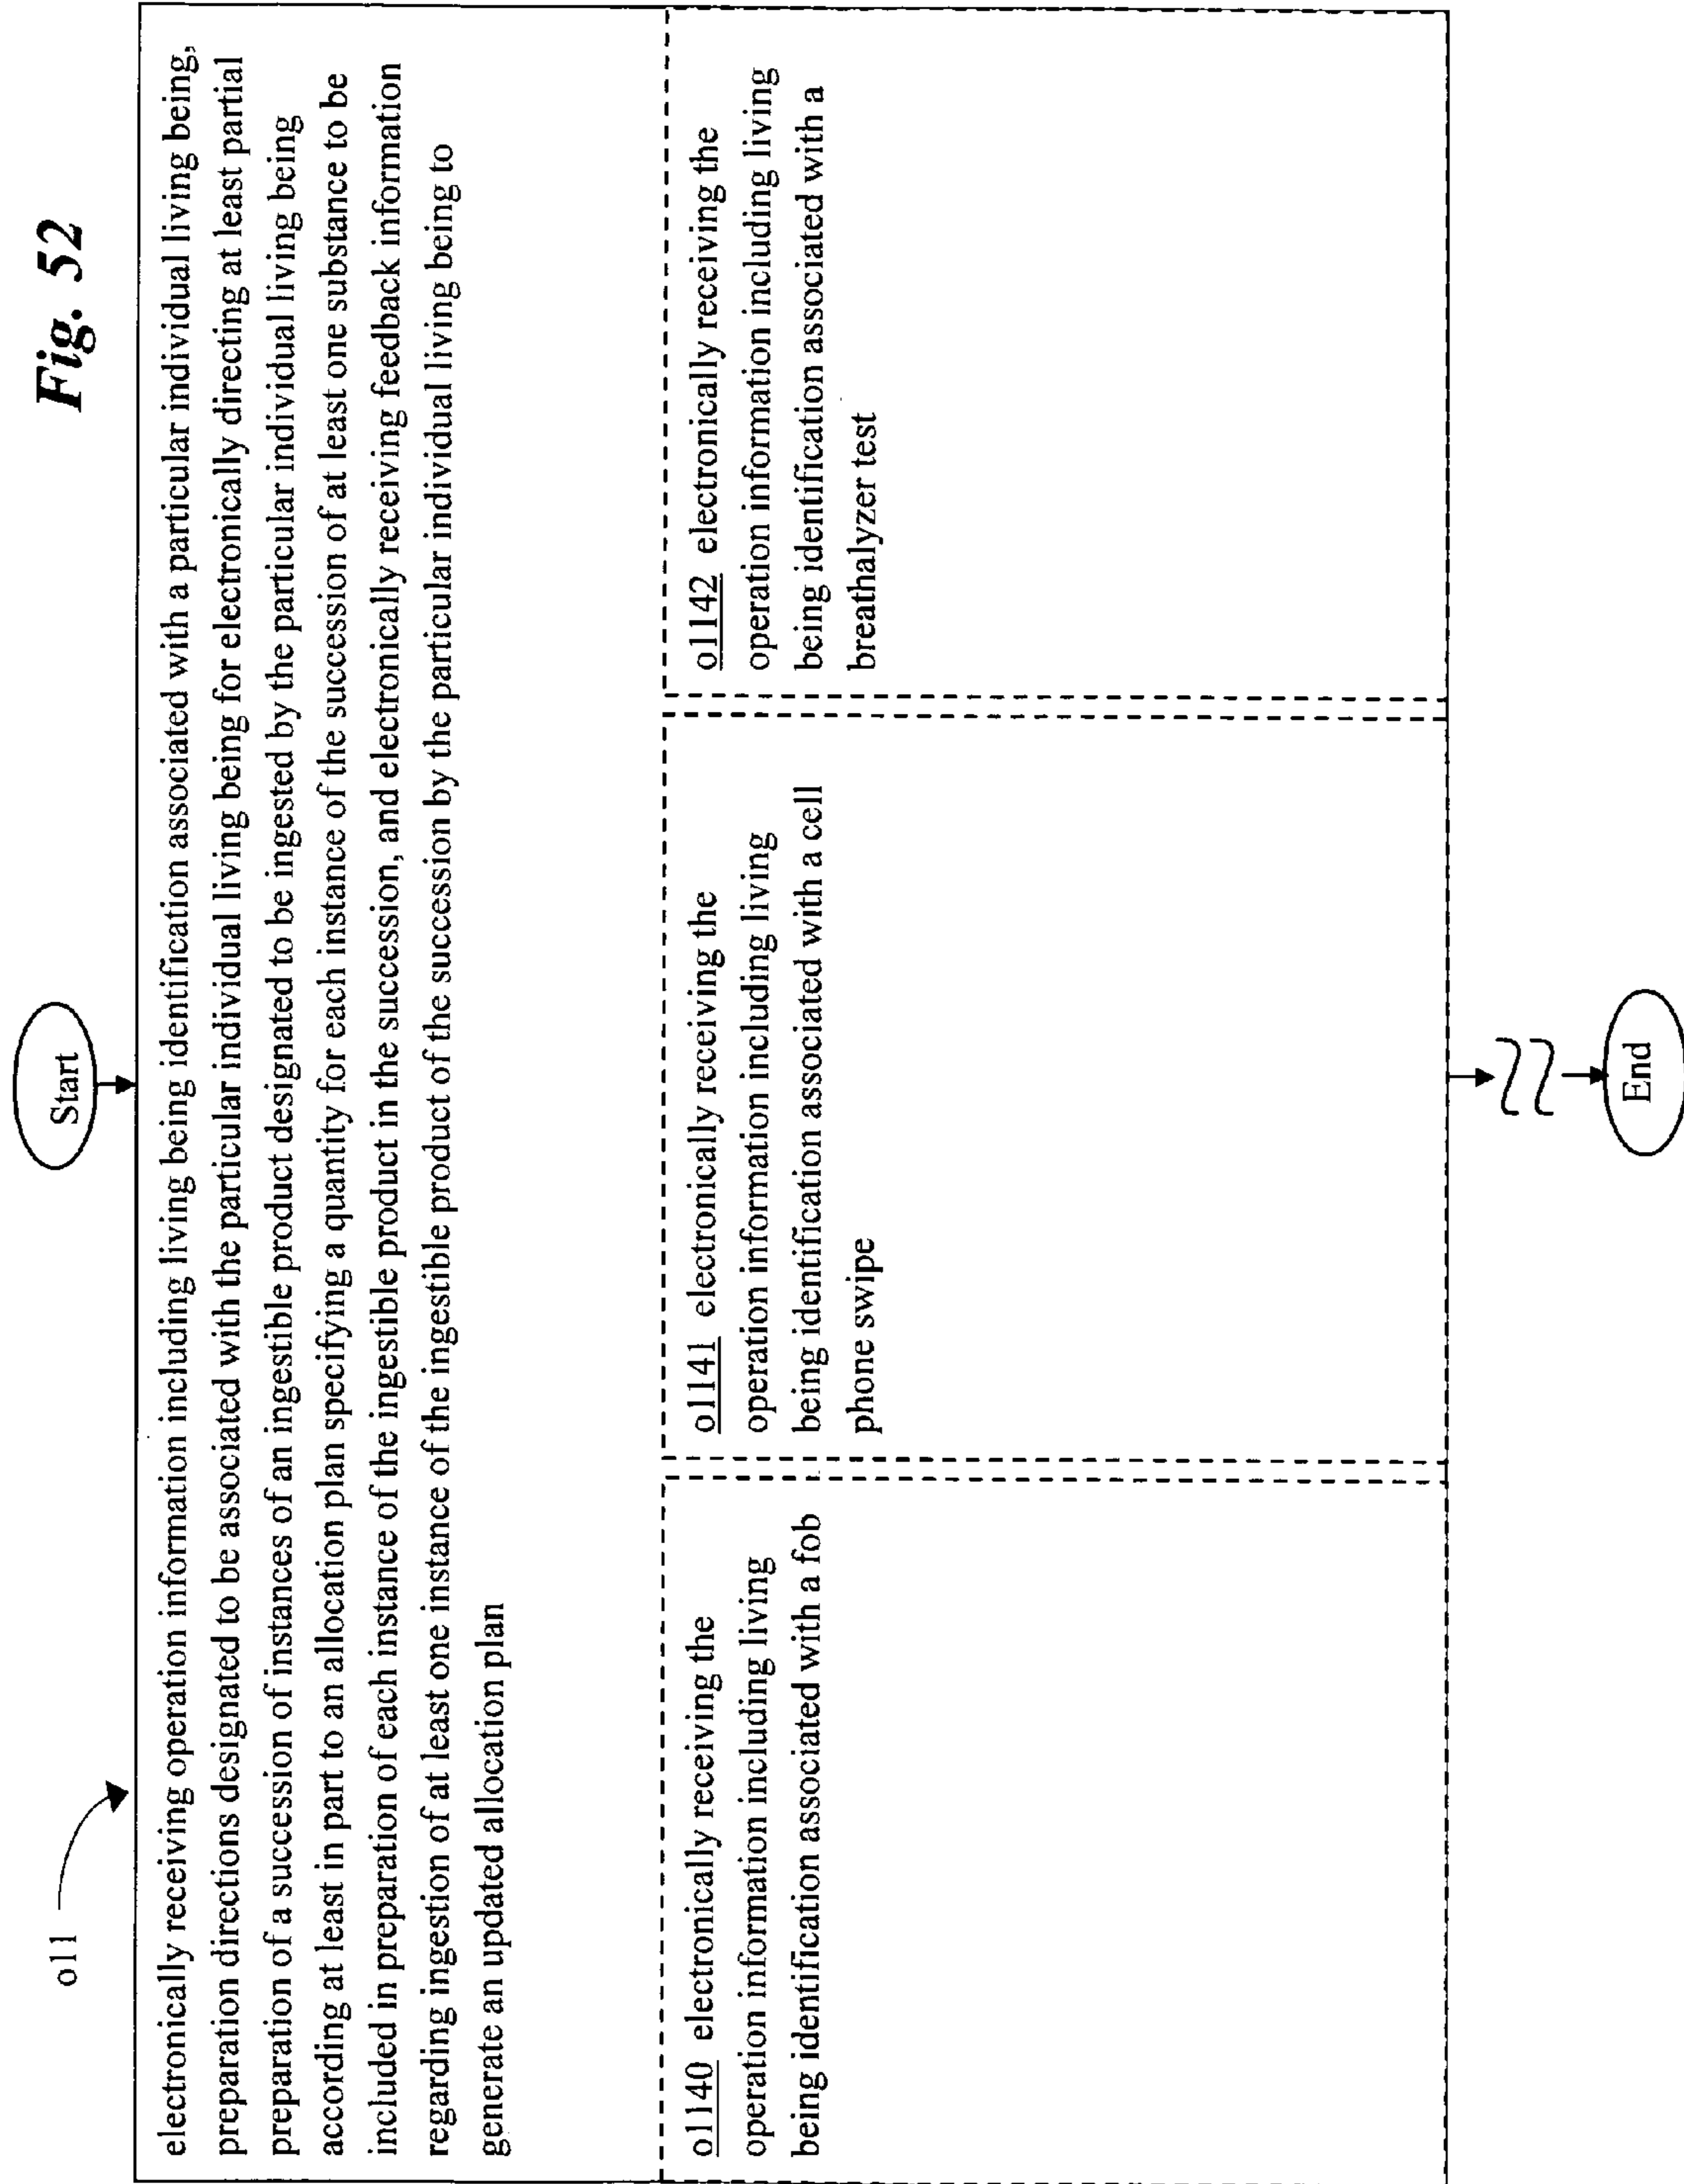 Fig. 52
Start
o11
electronically receiving operation information including living being identification associated with a particular individual living being,
preparation directions designated to be associated with the particular individual living being for electronically directing at least partial
preparation of a succession of instances of an ingestible product designated to be ingested by the particular individual living being
according at least in part to an allocation plan specifying a quantity for each instance of the succession of at least one substance to be
included in preparation of each instance of the ingestible product in the succession, and electronically receiving feedback information
regarding ingestion of at least one instance of the ingestible product of the succession by the particular individual living being to
generate an updated allocation plan
o1140 electronically receiving the
operation information including living
being identification associated with a fob
o1141 electronically receiving the
operation information including living
being identification associated with a cell
phone swipe
o1142 electronically receiving the
operation information including living
being identification associated with a
breathalyzer test
End